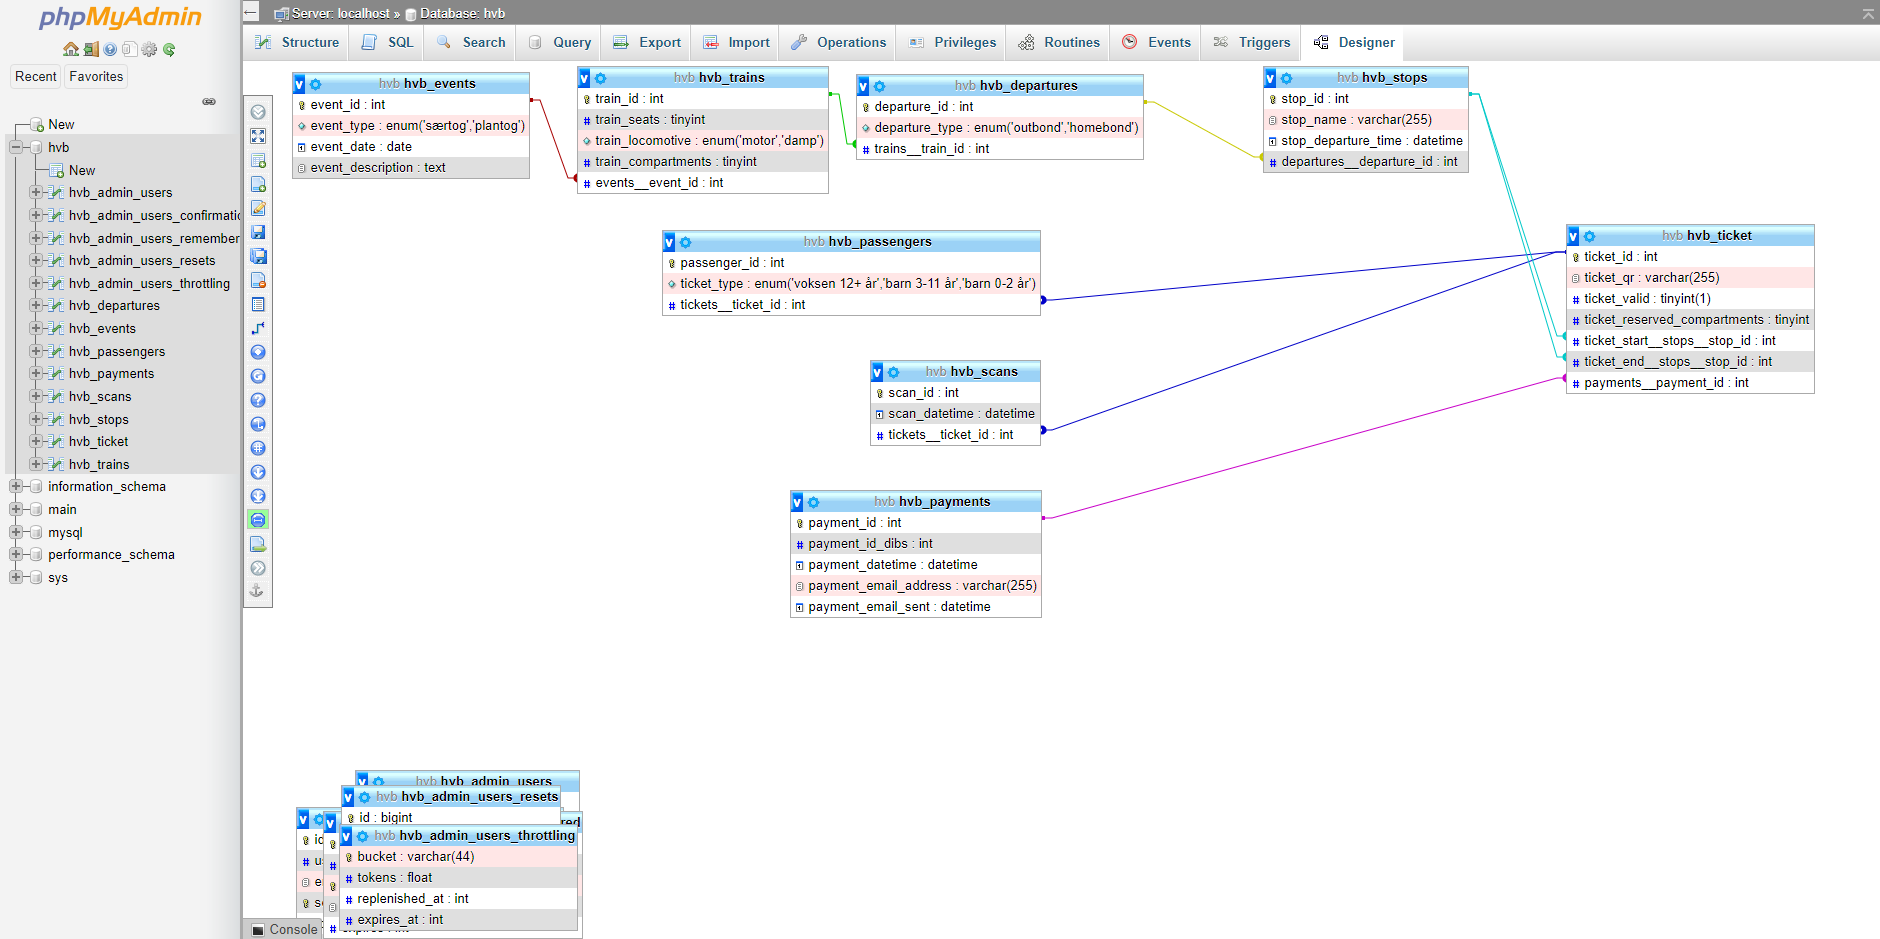 phpMyAdmin
Recent
Favorites
New
hvb
New
hvb_admin_users
hvb_admin_users_confirmatic
hvb_admin_users_remember
hvb_admin_users_resets
hvb_admin_users_throttling
hvb_departures
hvb_events
hvb_passengers
hvb_payments
hvb_scans
hvb_stops
hvb_ticket
hvb_trains
information_schema
main
mysql
performance_schema
sys
Server: localhost » Database: hvb
Structure SQL Search Query Export Import Operations Privileges Routines Events Triggers Designer
hvb hvb_events
event_id : int
event_type : enum('særtog','plantog')
event_date : date
event_description : text
hvb hvb_trains
train_id : int
train_seats : tinyint
train_locomotive : enum('motor','damp')
train_compartments : tinyint
events__event_id : int
hvb hvb_departures
departure_id : int
departure_type : enum('outbond','homebond')
trains__train_id : int
hvb hvb_stops
stop_id : int
stop_name : varchar(255)
stop_departure_time : datetime
departures__departure_id : int
hvb hvb_passengers
passenger_id : int
ticket_type : enum('voksen 12+ år','barn 3-11 år','barn 0-2 år')
tickets__ticket_id : int
hvb hvb_ticket
ticket_id : int
ticket_qr : varchar(255)
ticket_valid : tinyint(1)
ticket_reserved_compartments : tinyint
ticket_start__stops__stop_id : int
ticket_end__stops__stop_id : int
payments__payment_id : int
hvb hvb_scans
scan_id : int
scan_datetime : datetime
tickets__ticket_id : int
hvb hvb_payments
payment_id : int
payment_id_dibs : int
payment_datetime : datetime
payment_email_address : varchar(255)
payment_email_sent : datetime
hvb hvb_admin_users
hvb hvb_admin_users_resets
id : bigint
red
hvb hvb_admin_users_throttling
bucket : varchar(44)
tokens : float
replenished_at : int
expires_at : int
Console